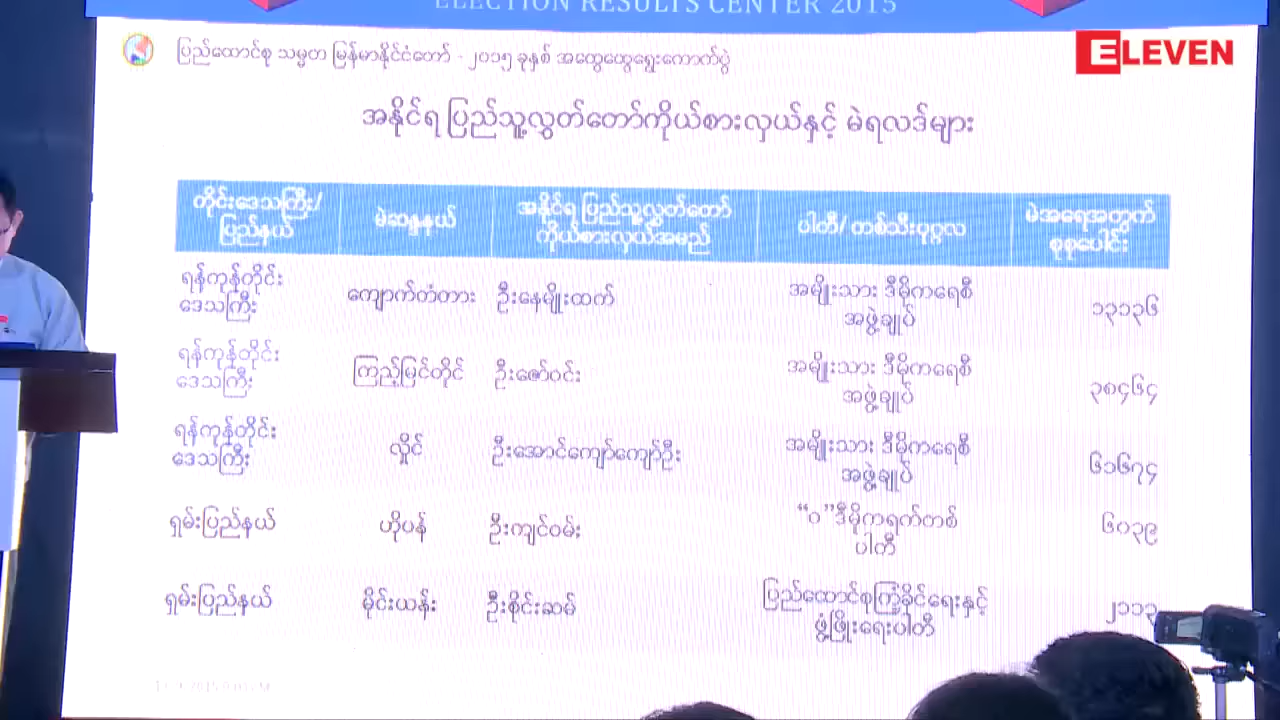 ELECTION RESULTS CENTER 2015
ပြည်ထောင်စု သမ္မတ မြန်မာနိုင်ငံတော် - ၂၀၁၅ ခုနှစ် အထွေထွေရွေးကောက်ပွဲ
ELEVEN
အနိုင်ရ ပြည်သူ့လွှတ်တော်ကိုယ်စားလှယ်နှင့် မဲရလဒ်များ
တိုင်းဒေသကြီး/
ပြည်နယ်
မဲဆန္ဒနယ်
အနိုင်ရ ပြည်သူ့လွှတ်တော်
ကိုယ်စားလှယ်အမည်
ပါတီ/တစ်သီးပုဂ္ဂလ
မဲအရေအတွက်
စုစုပေါင်း
ရန်ကုန်တိုင်း
ဒေသကြီး
ကျောက်တံတား
ဦးနေမျိုးထက်
အမျိုးသား ဒီမိုကရေစီ
အဖွဲ့ချုပ်
၁၃၁၃၆
ရန်ကုန်တိုင်း
ဒေသကြီး
ကြည့်မြင်တိုင်
ဦးဇော်ဝင်း
အမျိုးသား ဒီမိုကရေစီ
အဖွဲ့ချုပ်
၃၈၄၆၄
ရန်ကုန်တိုင်း
ဒေသကြီး
လှိုင်
ဦးအောင်ကျော်ကျော်ဦး
အမျိုးသား ဒီမိုကရေစီ
အဖွဲ့ချုပ်
၆၁၆၇၄
ရှမ်းပြည်နယ်
ဟိုပန်
ဦးကျင်ဝမ်း
“ဝ”ဒီမိုကရက်တစ်
ပါတီ
၆၀၃၉
ရှမ်းပြည်နယ်
မိုင်းယန်း
ဦးစိုင်းဆမ်
ပြည်ထောင်စုကြံ့ခိုင်ရေးနှင့်
ဖွံ့ဖြိုးရေးပါတီ
၂၁၁၃